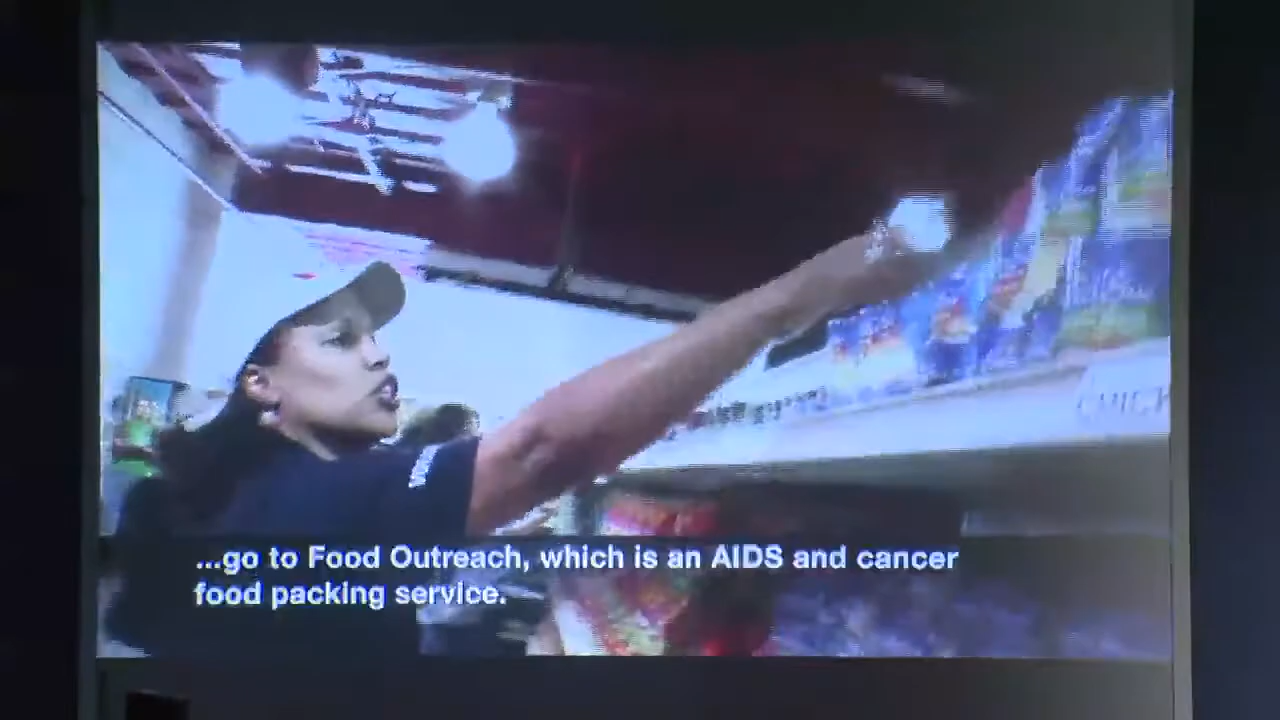 ...go to Food Outreach, which is an AIDS and cancer
food packing service.